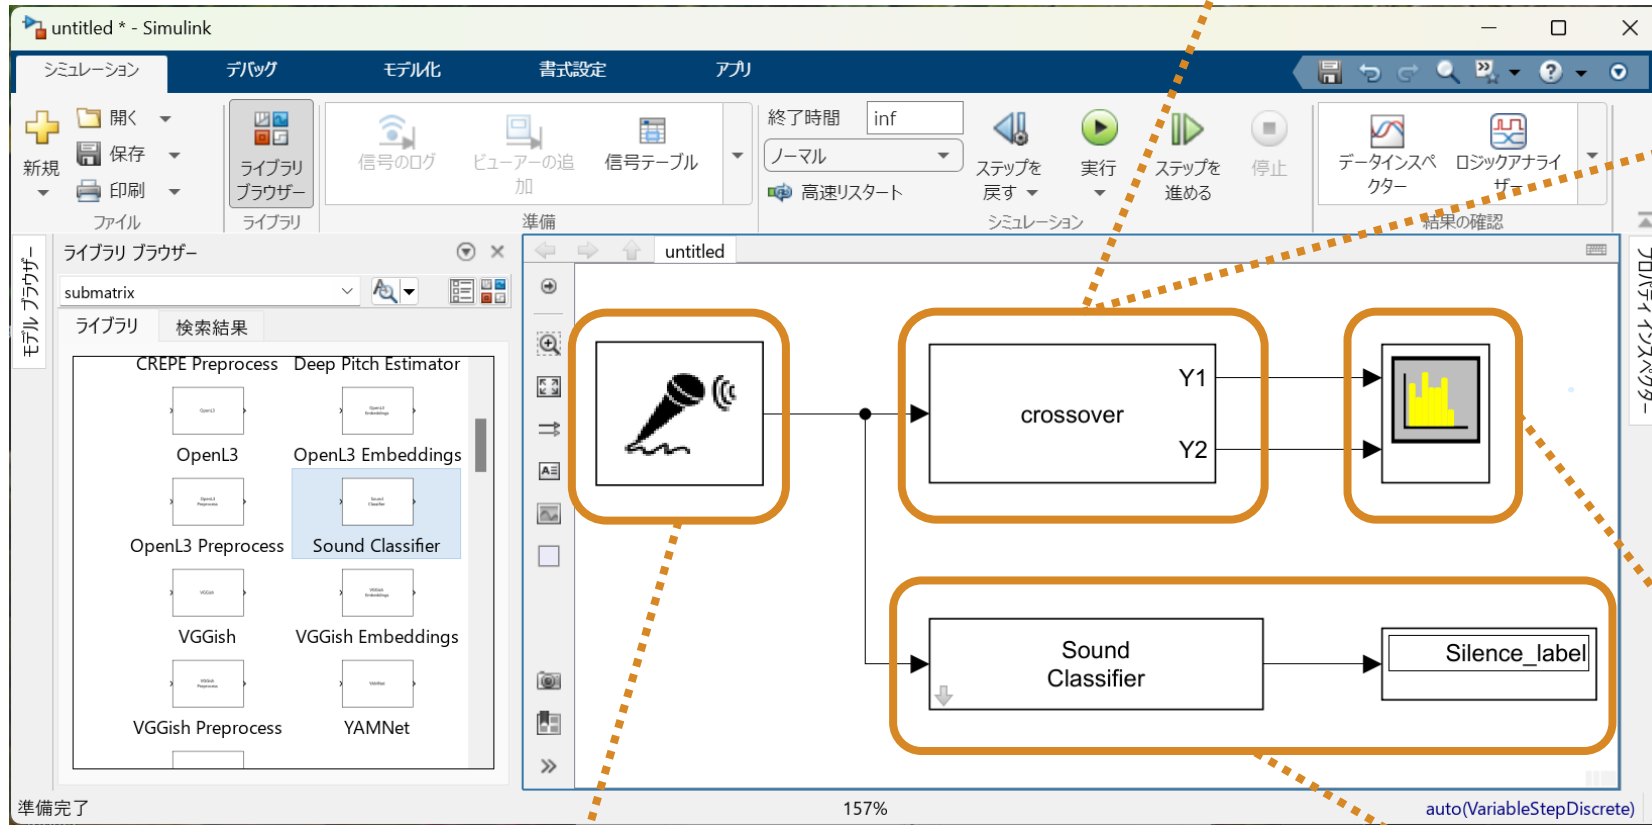 untitled * - Simulink
シミュレーション
デバッグ
モデル化
書式設定
アプリ
新規
開く
保存
印刷
ファイル
ライブラリ
ブラウザー
ライブラリ
信号のログ
ビューアーの追
加
信号テーブル
準備
終了時間
inf
ノーマル
高速リスタート
ステップを
戻す
実行
ステップを
進める
停止
シミュレーション
データインスペ
クター
ロジックアナライ
ザー
結果の確認
モデル ブラウザー
ライブラリ ブラウザー
submatrix
ライブラリ
検索結果
CREPE Preprocess
Deep Pitch Estimator
OpenL3
OpenL3
OpenL3 Embeddings
Sound Classifier
OpenL3 Preprocess
Sound Classifier
VGGish
VGGish
VGGish Embeddings
VGGish Preprocess
YAMNet
untitled
crossover
Y1
Y2
Sound
Classifier
Silence_label
プロパティ インスペクター
準備完了
157%
auto(VariableStepDiscrete)